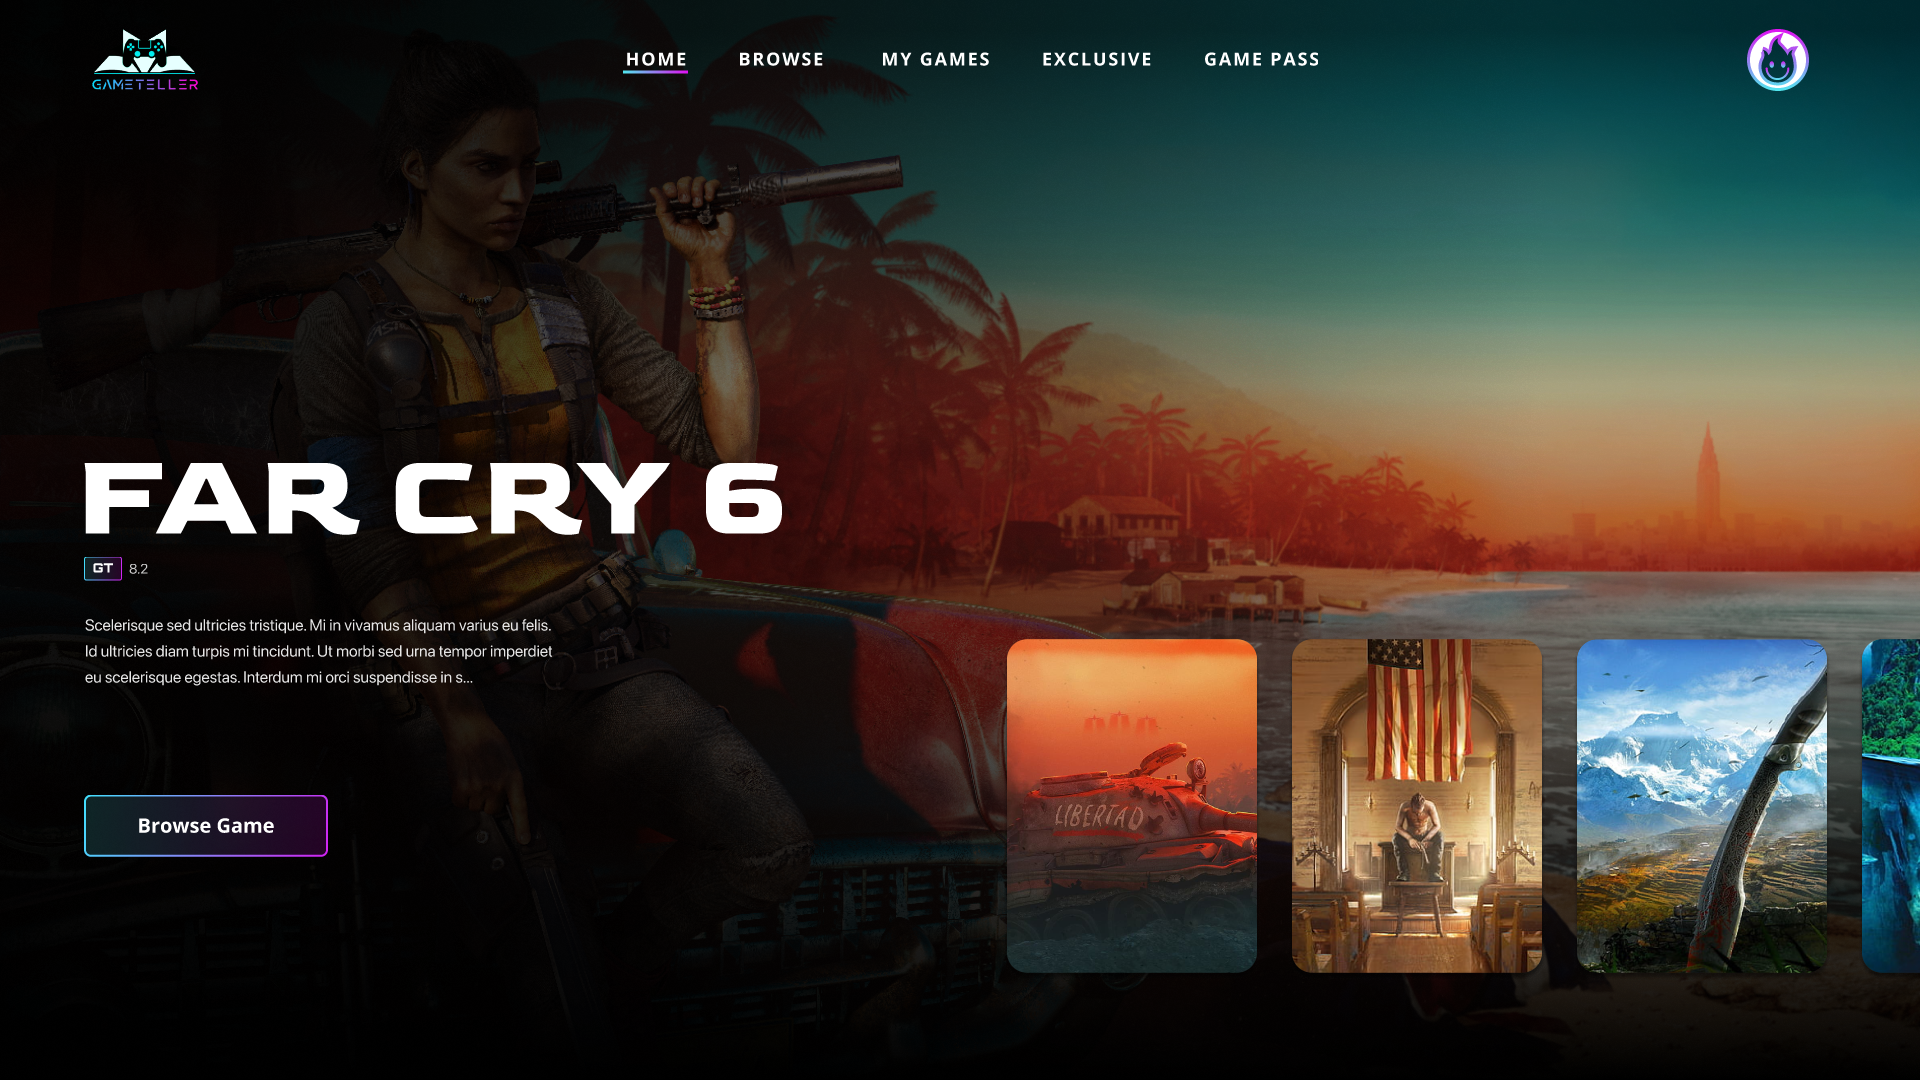 GAMETELLER
HOME BROWSE MY GAMES EXCLUSIVE GAME PASS
FAR CRY 6
GT 8.2
Scelerisque sed ultricies tristique. Mi in vivamus aliquam varius eu felis.
Id ultricies diam turpis mi tincidunt. Ut morbi sed urna tempor imperdiet
eu scelerisque egestas. Interdum mi orci suspendisse in s...
LIBERTAD
Browse Game